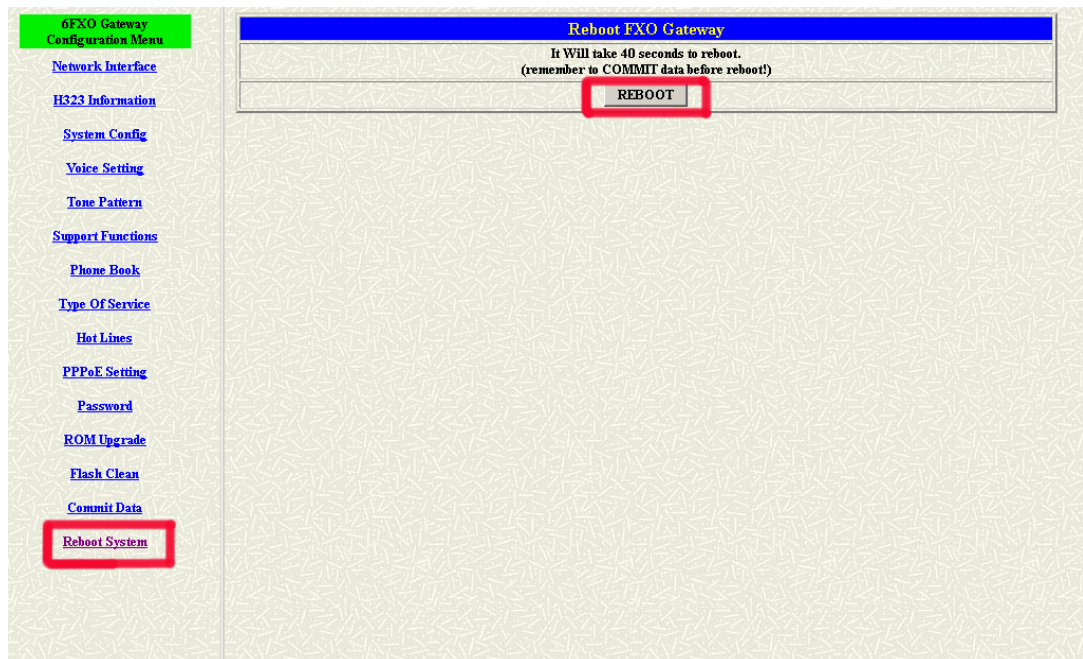 6FXO Gateway
Configuration Menu
Network Interface
H323 Information
System Config
Voice Setting
Tone Pattern
Support Functions
Phone Book
Type Of Service
Hot Lines
PPPoE Setting
Password
ROM Upgrade
Flash Clean
Commit Data
Reboot System
Reboot FXO Gateway
It Will take 40 seconds to reboot.
(remember to COMMIT data before reboot!)
REBOOT